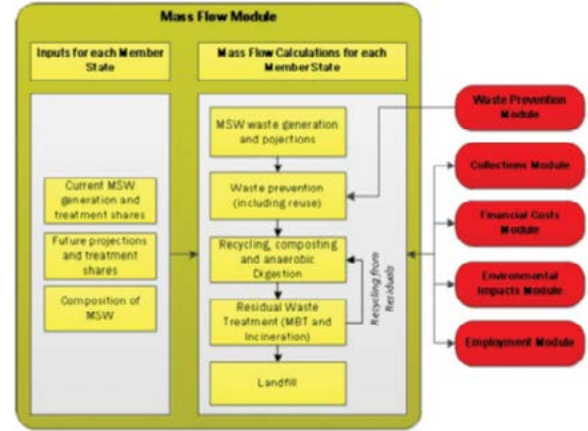 Mass Flow Module
Inputs for each Member
State
Mass Flow Calculations for each
Member State
MSW waste generation
and pojections
Waste prevention
(including reuse)
Recycling, composting
and anaerobic
Digestion
Residual Waste
Treatment (MBT and
Incineration)
Landfill
Recycling from
Residuals
Current MSW
generation and
treatment shares
Future projections
and treatment
shares
Composition of
MSW
Waste Prevention
Module
Collections Module
Financial Costs
Module
Environmental
Impacts Module
Employment Module